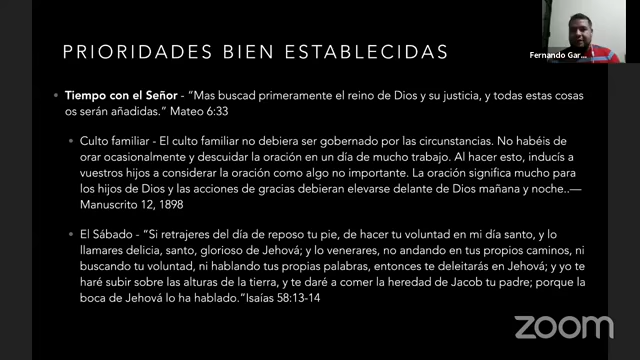 PRIORIDADES BIEN ESTABLECIDAS
Fernando Gar...
• Tiempo con el Señor - “Mas buscad primeramente el reino de Dios y su justicia, y todas estas cosas
os serán añadidas.” Mateo 6:33
• Culto familiar - El culto familiar no debiera ser gobernado por las circunstancias. No habéis de
orar ocasionalmente y descuidar la oración en un día de mucho trabajo. Al hacer esto, inducís a
vuestros hijos a considerar la oración como algo no importante. La oración significa mucho para
los hijos de Dios y las acciones de gracias debieran elevarse delante de Dios mañana y noche..—
Manuscrito 12, 1898
• El Sábado - “Si retrajeres del día de reposo tu pie, de hacer tu voluntad en mi día santo, y lo
llamares delicia, santo, glorioso de Jehová; y lo venerares, no andando en tus propios caminos, ni
buscando tu voluntad, ni hablando tus propias palabras, entonces te deleitarás en Jehová; y yo te
haré subir sobre las alturas de la tierra, y te daré a comer la heredad de Jacob tu padre; porque la
boca de Jehová lo ha hablado.”Isaías 58:13-14
zoom